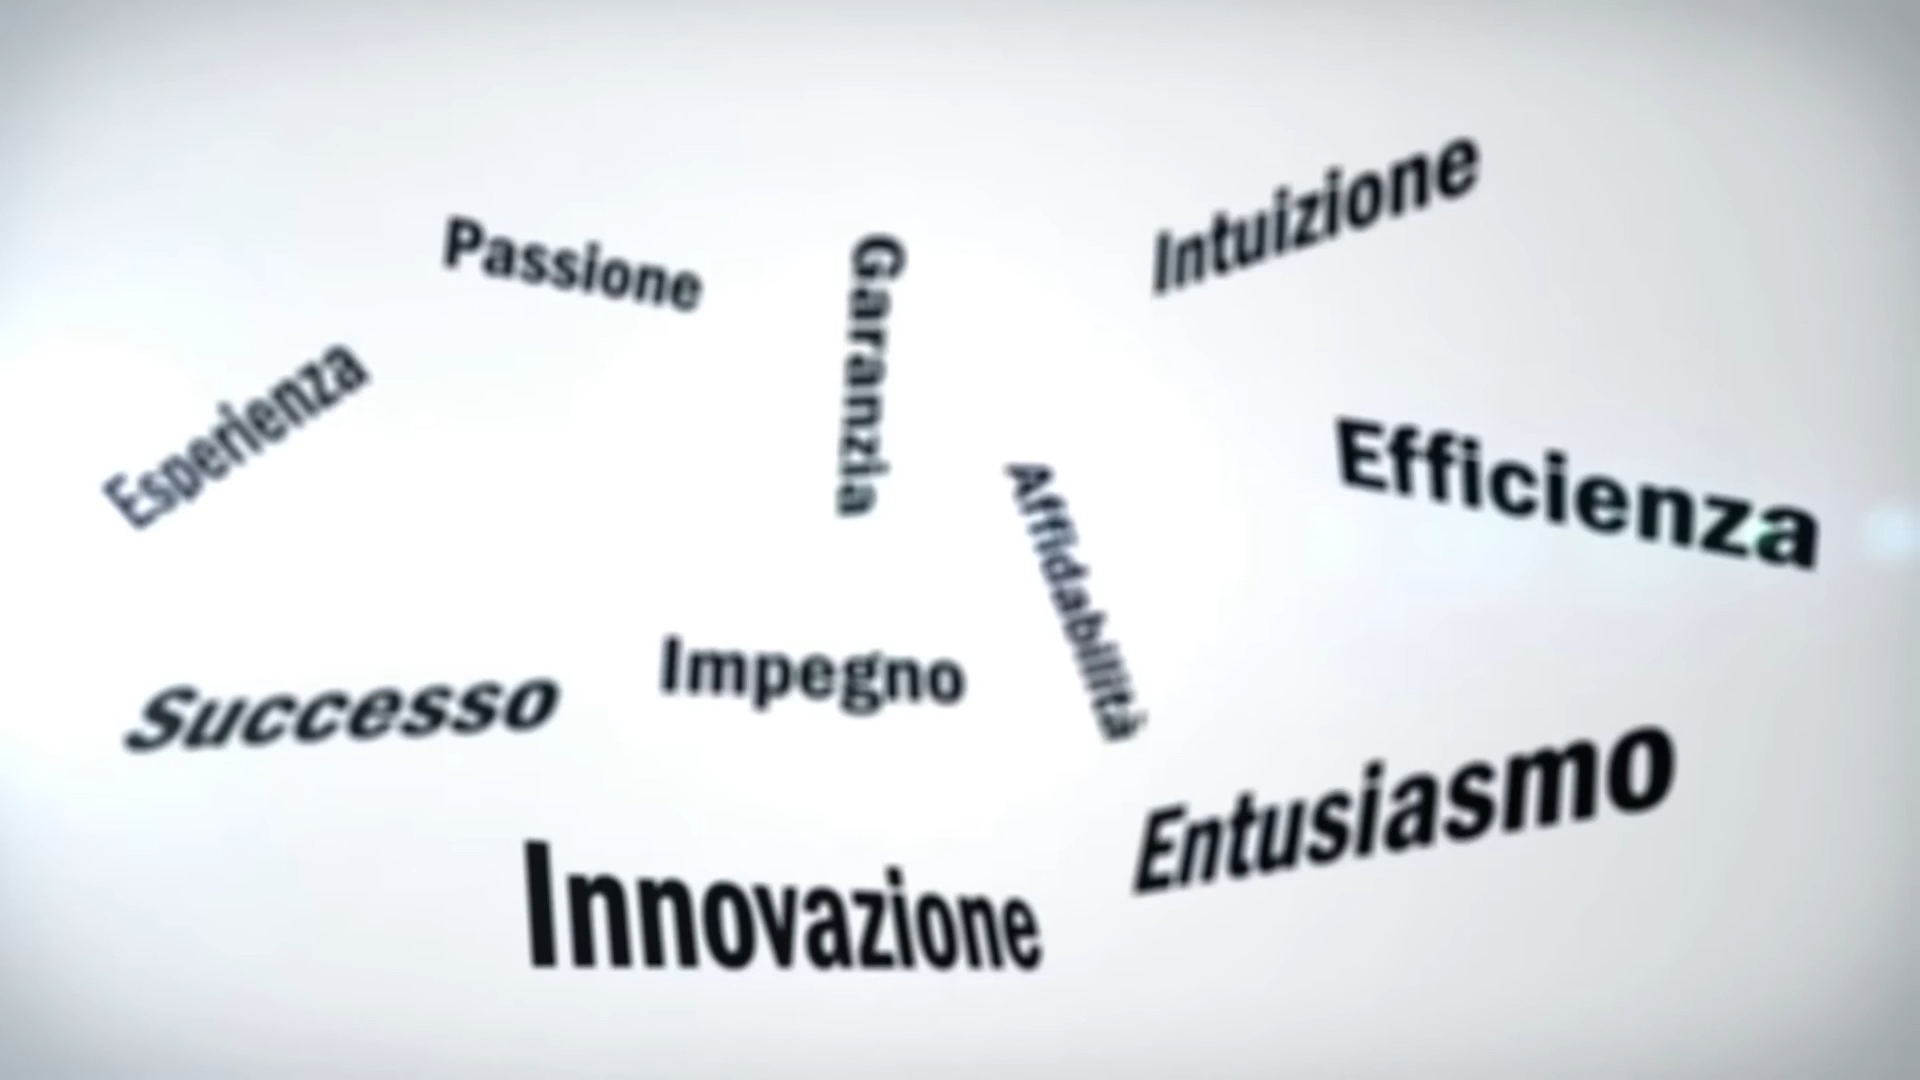 Intuizione
Passione
Garanzia
Esperienza
Efficienza
Affidabilità
Impegno
Successo
Entusiasmo
Innovazione